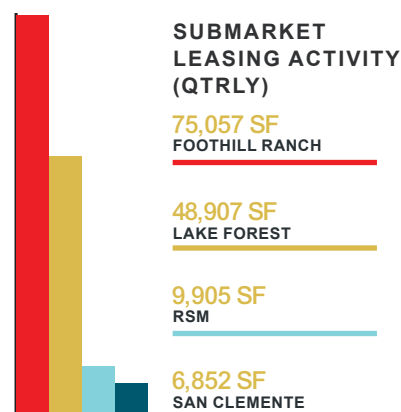 SUBMARKET
LEASING ACTIVITY
(QTRLY)
75,057 SF
FOOTHILL RANCH
48,907 SF
LAKE FOREST
9,905 SF
RSM
6,852 SF
SAN CLEMENTE